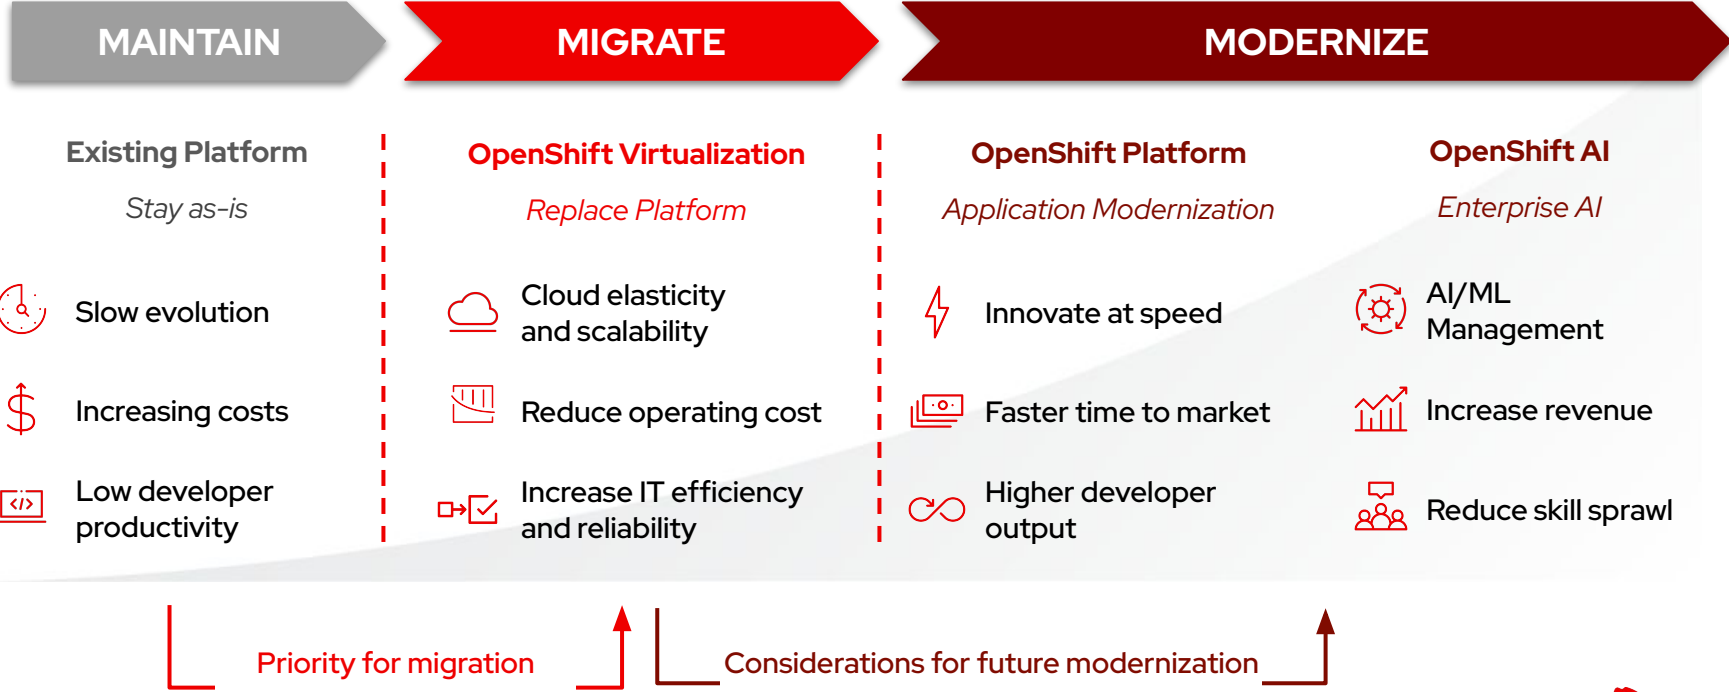 MAINTAIN
MIGRATE
MODERNIZE
Existing Platform
Stay as-is
Slow evolution
Increasing costs
Low developer
productivity
OpenShift Virtualization
Replace Platform
Cloud elasticity
and scalability
Reduce operating cost
Increase IT efficiency
and reliability
OpenShift Platform
Application Modernization
Innovate at speed
Faster time to market
Higher developer
output
OpenShift AI
Enterprise AI
AI/ML
Management
Increase revenue
Reduce skill sprawl
Priority for migration
Considerations for future modernization